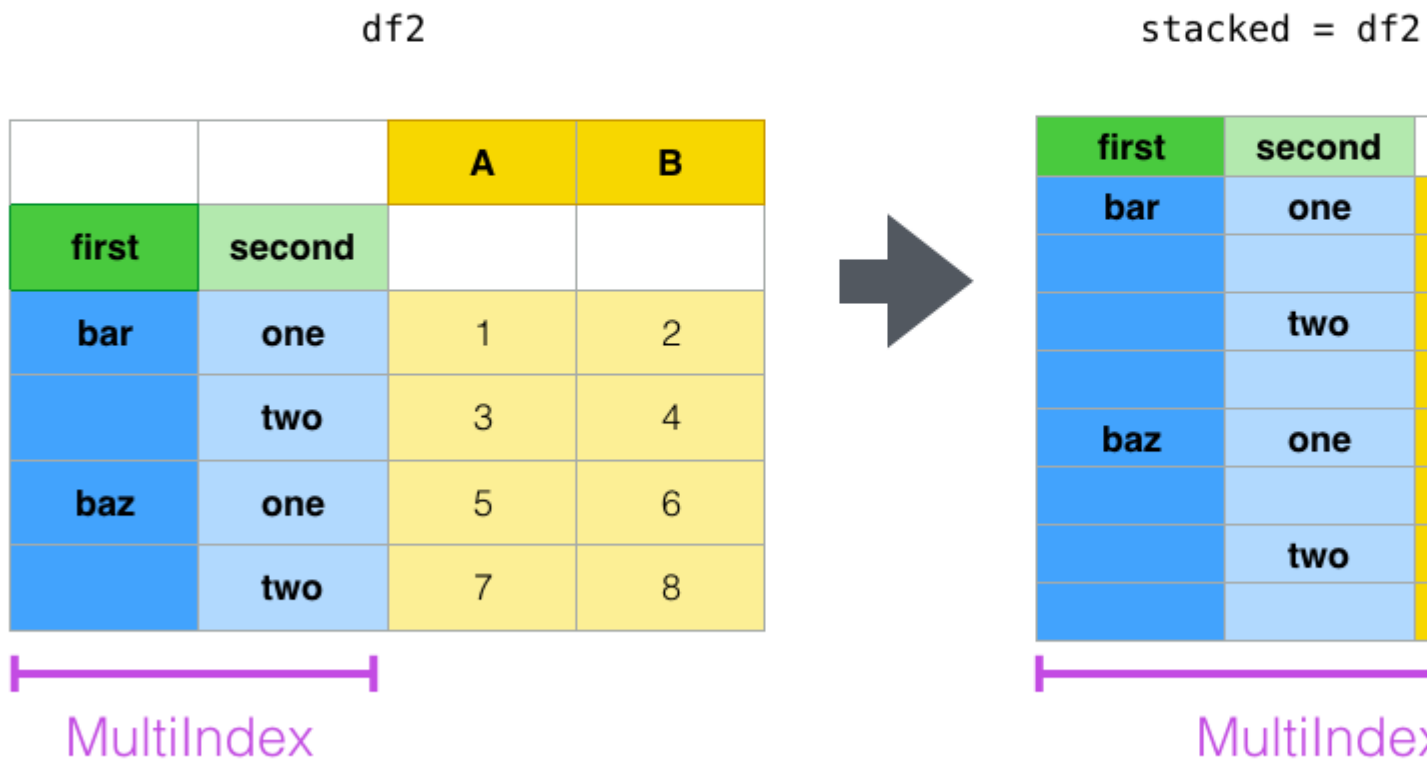 df2
A B
first second
bar one 1 2
two 3 4
baz one 5 6
two 7 8
MultiIndex
stacked = df2
first second
bar one
two
baz one
two
MultiIndex